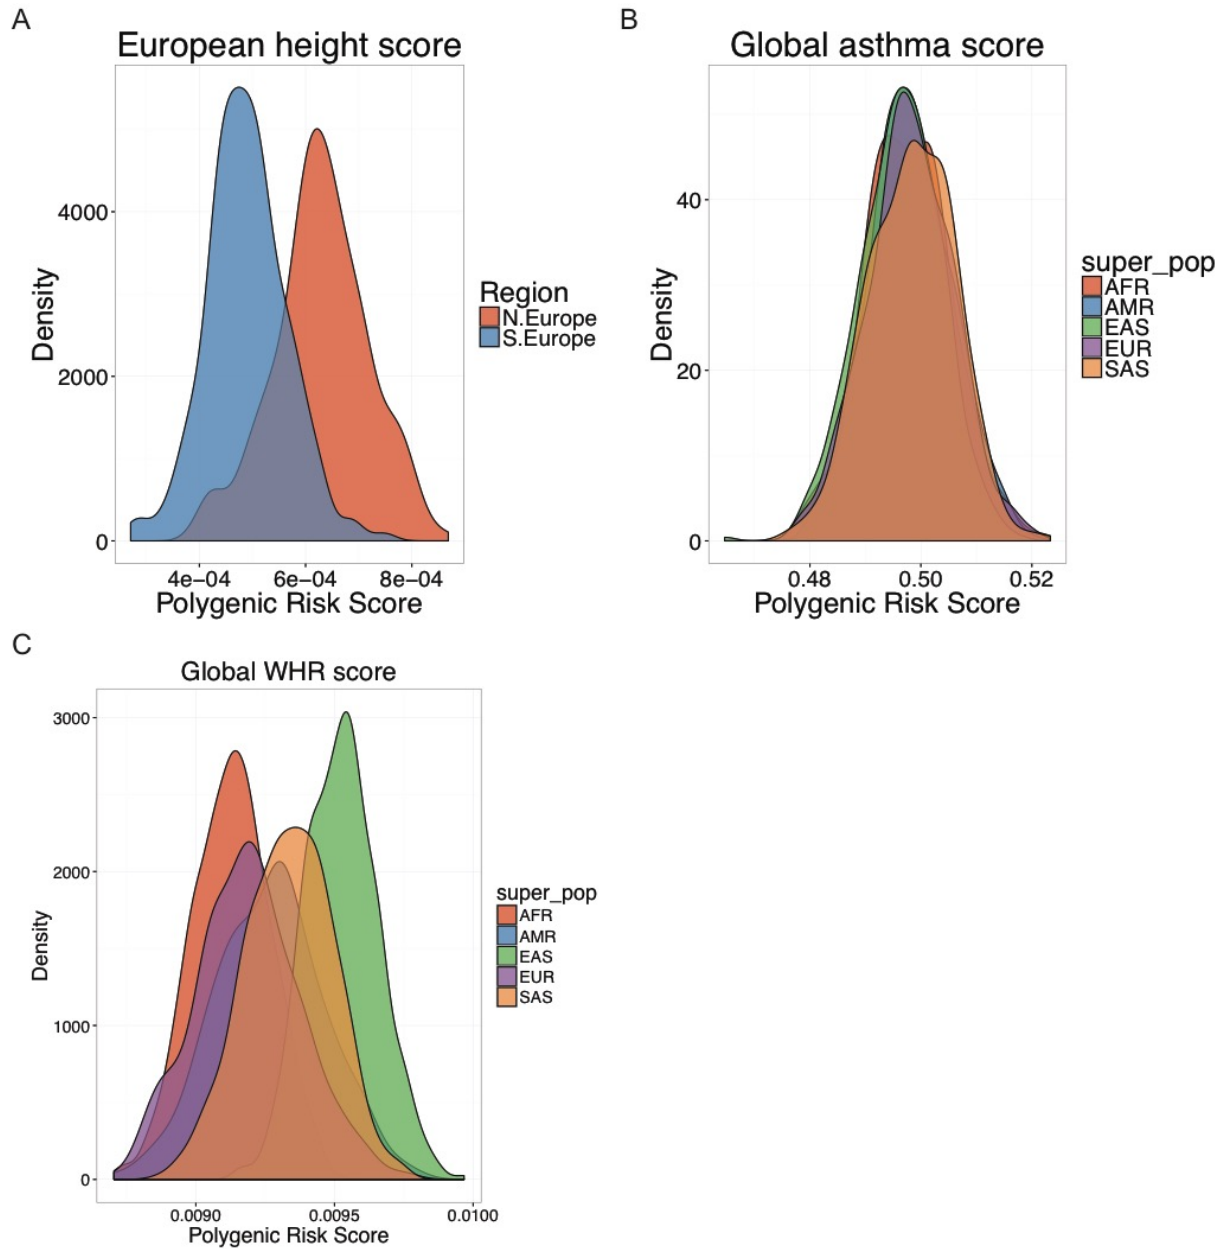 A
European height score
Density
4000
2000
0
4e−04 6e−04 8e−04
Polygenic Risk Score
Region
N.Europe
S.Europe
B
Global asthma score
Density
40
20
0
0.48 0.50 0.52
Polygenic Risk Score
super_pop
AFR
AMR
EAS
EUR
SAS
C
Global WHR score
Density
3000
2000
1000
0
0.0090 0.0095 0.0100
Polygenic Risk Score
super_pop
AFR
AMR
EAS
EUR
SAS